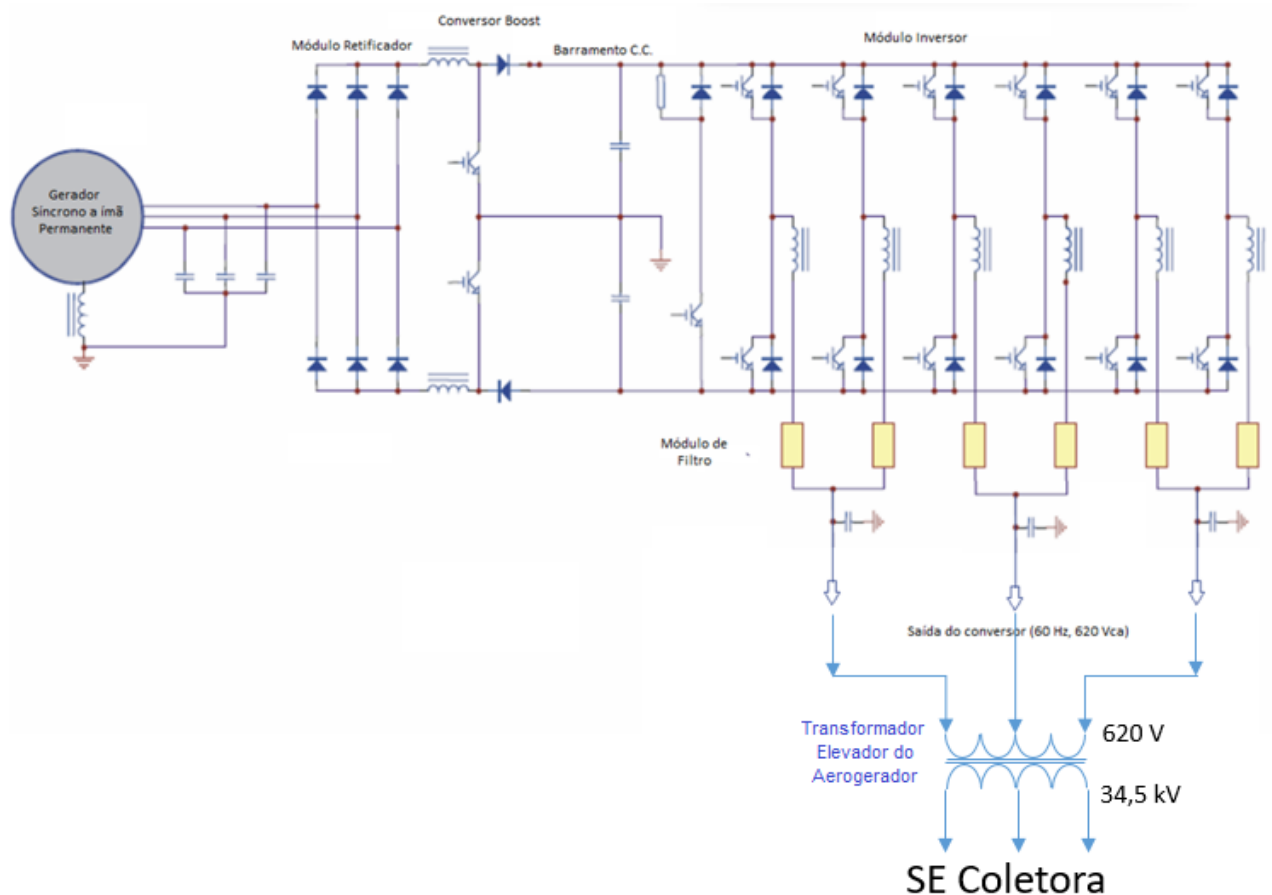 Conversor Boost
Módulo Retificador
Barramento C.C.
Módulo Inversor
Gerador
Síncrono a ímã
Permanente
Módulo de
Filtro
Saída do conversor (60 Hz, 620 Vca)
Transformador
Elevador do
Aerogerador
620 V
34,5 kV
SE Coletora